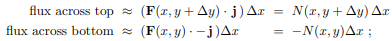 flux across top ≈ (F(x, y + Δy) · j) Δx = N(x, y + Δy) Δx
flux across bottom ≈ (F(x, y) · −j)Δx = −N(x, y)Δx ;